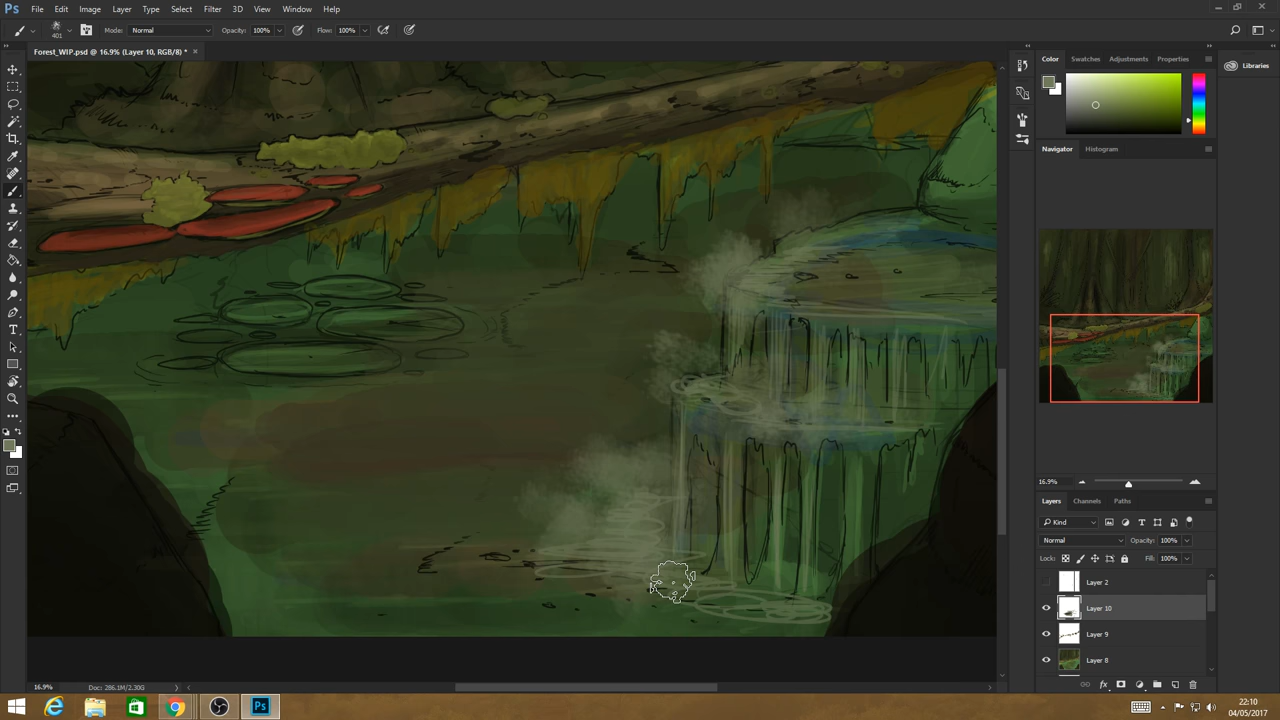 Ps File Edit Image Layer Type Select Filter 3D View Window Help
401 Mode: Normal Opacity: 100% Flow: 100%
Forest_WIP.psd @ 16.9% (Layer 10, RGB/8) * ×
Color Swatches Adjustments Properties
Libraries
Navigator Histogram
16.9%
Layers Channels Paths
Kind
Normal Opacity: 100%
Lock: Fill: 100%
Layer 2
Layer 10
Layer 9
Layer 8
16.9% Doc: 286.1M/2.30G
Ps
22:10
04/05/2017